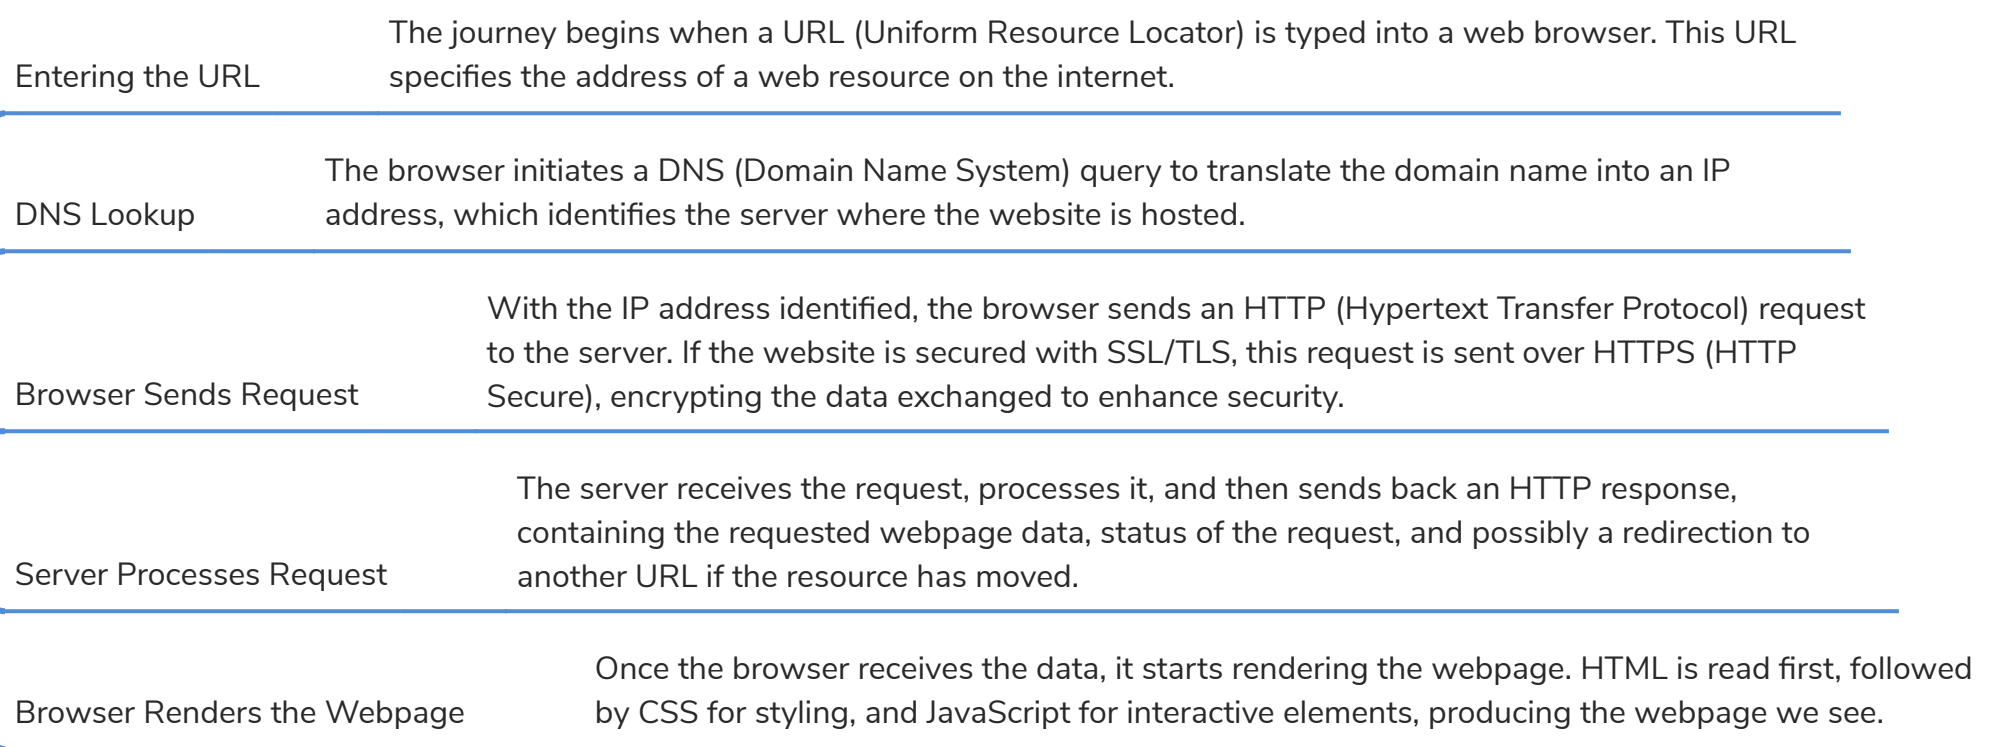 Entering the URL
The journey begins when a URL (Uniform Resource Locator) is typed into a web browser. This URL
specifies the address of a web resource on the internet.
DNS Lookup
The browser initiates a DNS (Domain Name System) query to translate the domain name into an IP
address, which identifies the server where the website is hosted.
Browser Sends Request
With the IP address identified, the browser sends an HTTP (Hypertext Transfer Protocol) request
to the server. If the website is secured with SSL/TLS, this request is sent over HTTPS (HTTP
Secure), encrypting the data exchanged to enhance security.
Server Processes Request
The server receives the request, processes it, and then sends back an HTTP response,
containing the requested webpage data, status of the request, and possibly a redirection to
another URL if the resource has moved.
Browser Renders the Webpage
Once the browser receives the data, it starts rendering the webpage. HTML is read first, followed
by CSS for styling, and JavaScript for interactive elements, producing the webpage we see.